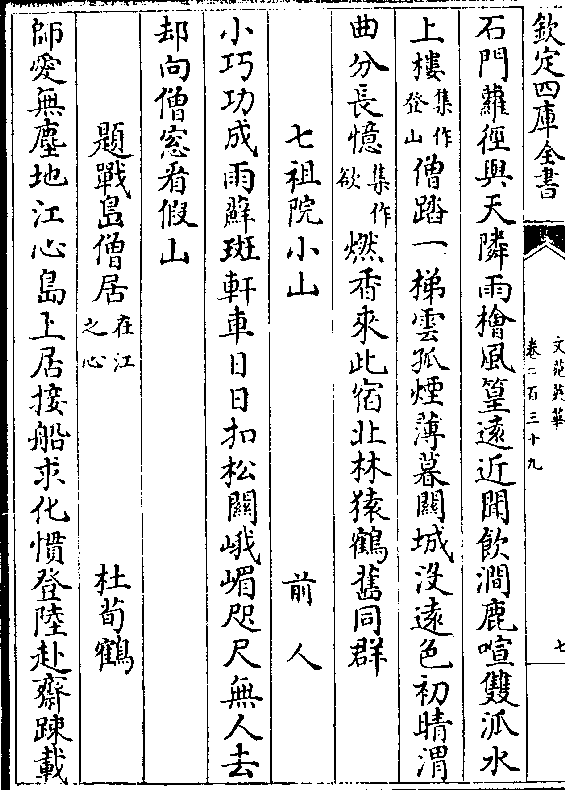 欽定四庫全書
文苑英華
卷二百三十九
七
石門蘿徑與天隣雨檜風篁遠近聞飲澗鹿喧雙派水
上樓集作登山僧踏一梯雲孤煙薄暮關城沒遠色初晴渭
曲分長憶集作欲燃香來此宿北林猿鶴舊同群
七祖院小山 前人
小巧功成雨蘚斑軒車日日扣松關峨嵋咫尺無人去
却向僧窓看假山
題戰島僧居在江之心 杜荀鶴
師愛無塵地江心島上居接船求化慣登陸赴齋踈載